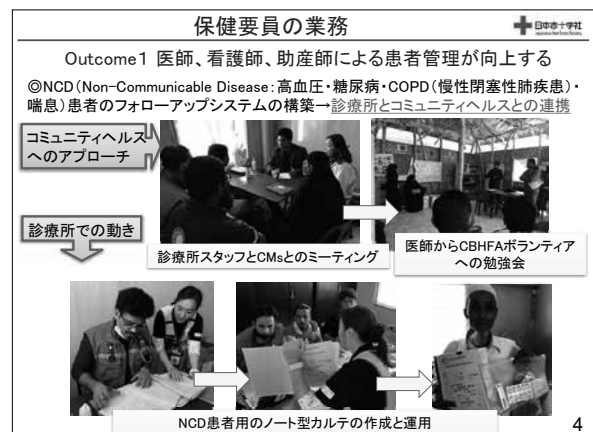 保健要員の業務
日本赤十字社
Japanese Red Cross Society
Outcome1 医師、看護師、助産師による患者管理が向上する
◎NCD(Non-Communicable Disease:高血圧・糖尿病・COPD(慢性閉塞性肺疾患)・
喘息)患者のフォローアップシステムの構築→診療所とコミュニティヘルスとの連携
コミュニティヘルス
へのアプローチ
診療所での動き
診療所スタッフとCMsとのミーティング
医師からCBHFAボランティア
への勉強会
NCD患者用のノート型カルテの作成と運用
4